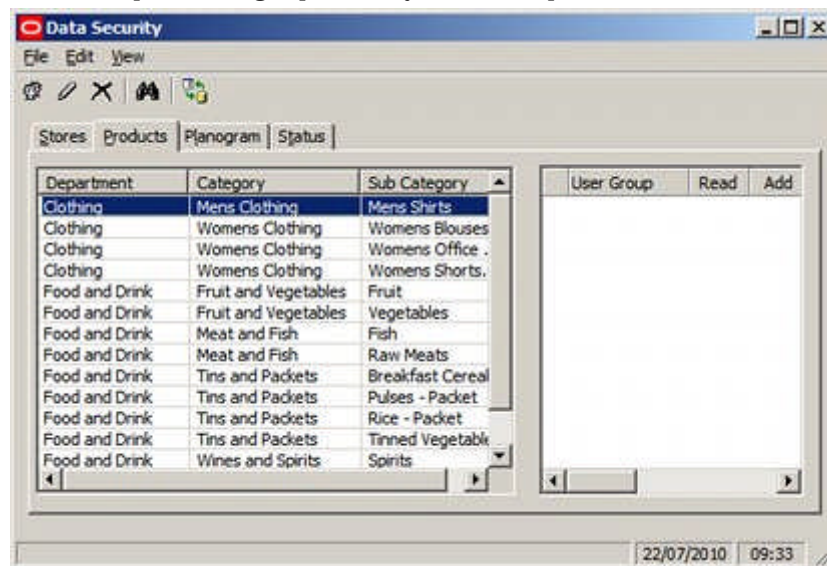 Data Security
File Edit View
Stores Products Planogram Status
Department Category Sub Category User Group Read Add
Clothing Mens Clothing Mens Shirts
Clothing Womens Clothing Womens Blouses
Clothing Womens Clothing Womens Office .
Clothing Womens Clothing Womens Shorts.
Food and Drink Fruit and Vegetables Fruit
Food and Drink Fruit and Vegetables Vegetables
Food and Drink Meat and Fish Fish
Food and Drink Meat and Fish Raw Meats
Food and Drink Tins and Packets Breakfast Cereal
Food and Drink Tins and Packets Pulses - Packet
Food and Drink Tins and Packets Rice - Packet
Food and Drink Tins and Packets Tinned Vegetable
Food and Drink Wines and Spirits Spirits
22/07/2010 09:33